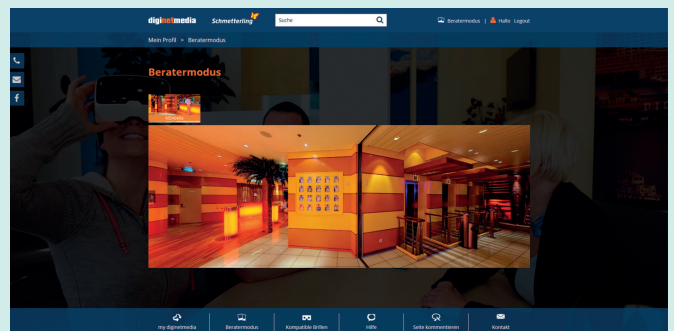 diginetmedia
Schmetterling
Suche
Beratermodus | Hallo Logout
Mein Profil > Beratermodus
Beratermodus
my diginetmedia
Beratermodus
Kompatible Brillen
Hilfe
Seite kommentieren
Kontakt